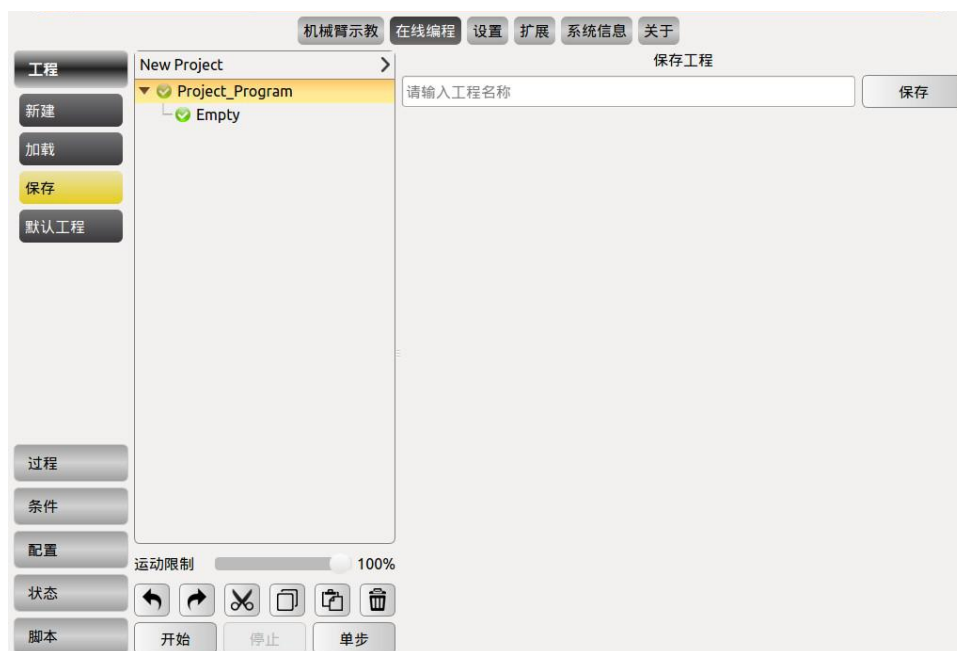 机械臂示教 在线编程 设置 扩展 系统信息 关于
工程
新建
加载
保存
默认工程
过程
条件
配置
状态
脚本
New Project
Project_Program
Empty
运动限制 100%
开始 停止 单步
保存工程
请输入工程名称 保存